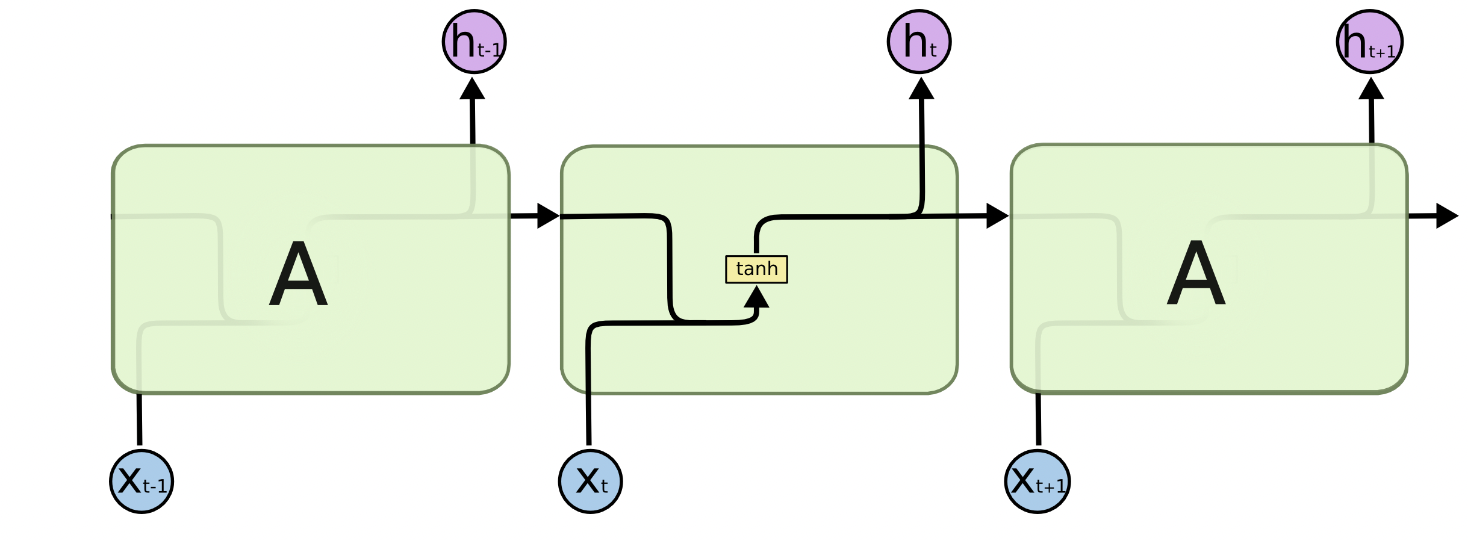 ht-1 ht ht+1
A tanh A
xt-1 xt xt+1